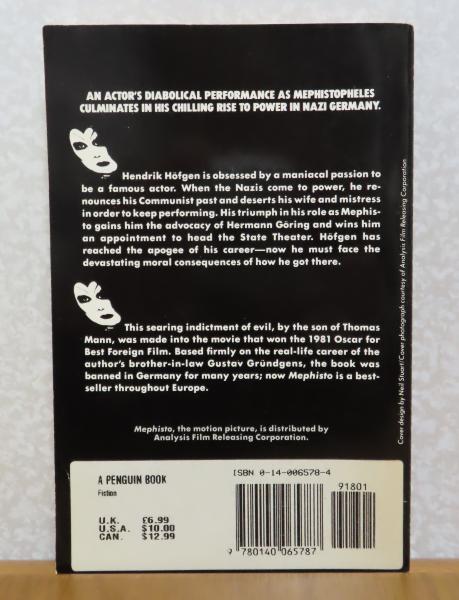 AN ACTOR'S DIABOLICAL PERFORMANCE AS MEPHISTOPHELES
CULMINATES IN HIS CHILLING RISE TO POWER IN NAZI GERMANY.
Hendrik Höfgen is obsessed by a maniacal passion to
be a famous actor. When the Nazis come to power, he re-
nounces his Communist past and deserts his wife and mistress
in order to keep performing. His triumph in his role as Mephis-
to gains him the advocacy of Hermann Göring and wins him
an appointment to head the State Theater. Höfgen has
reached the apogee of his career—now he must face the
devastating moral consequences of how he got there.
This searing indictment of evil, by the son of Thomas
Mann, was made into the movie that won the 1981 Oscar for
Best Foreign Film. Based firmly on the real-life career of the
author's brother-in-law Gustav Gründgens, the book was
banned in Germany for many years; now Mephisto is a best-
seller throughout Europe.
Mephisto, the motion picture, is distributed by
Analysis Film Releasing Corporation.
Cover design by Neil Stuart/Cover photograph courtesy of Analysis Film Releasing Corporation
A PENGUIN BOOK
Fiction
U.K. £6.99
U.S.A. $10.00
CAN. $12.99
ISBN 0-14-006578-4
91801
9 780140 065787